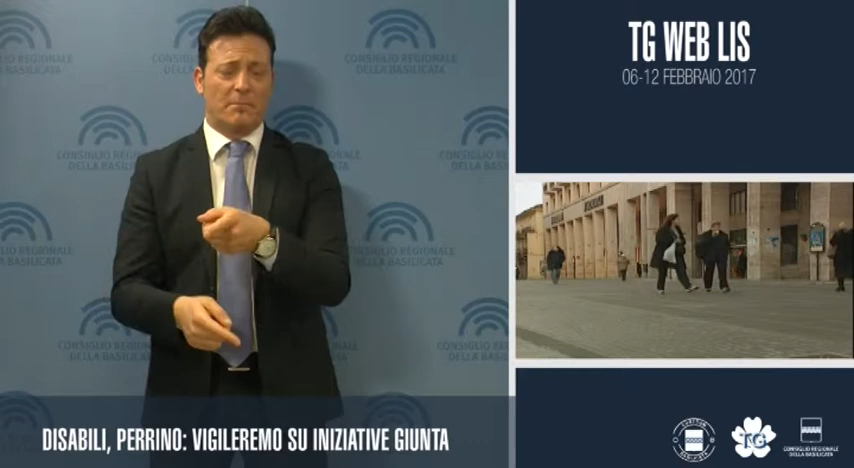 CONSIGLIO REGIONALE
DELLA BASILICATA
TG WEB LIS
06-12 FEBBRAIO 2017
DISABILI, PERRINO: VIGILEREMO SU INIZIATIVE GIUNTA
TG
CONSIGLIO REGIONALE
DELLA BASILICATA